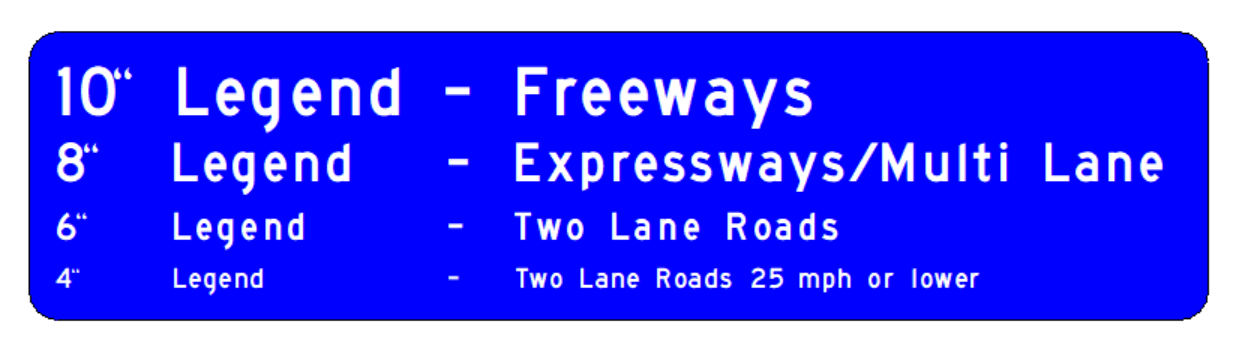 10“ Legend – Freeways
8“ Legend – Expressways/Multi Lane
6“ Legend – Two Lane Roads
4“ Legend – Two Lane Roads 25 mph or lower